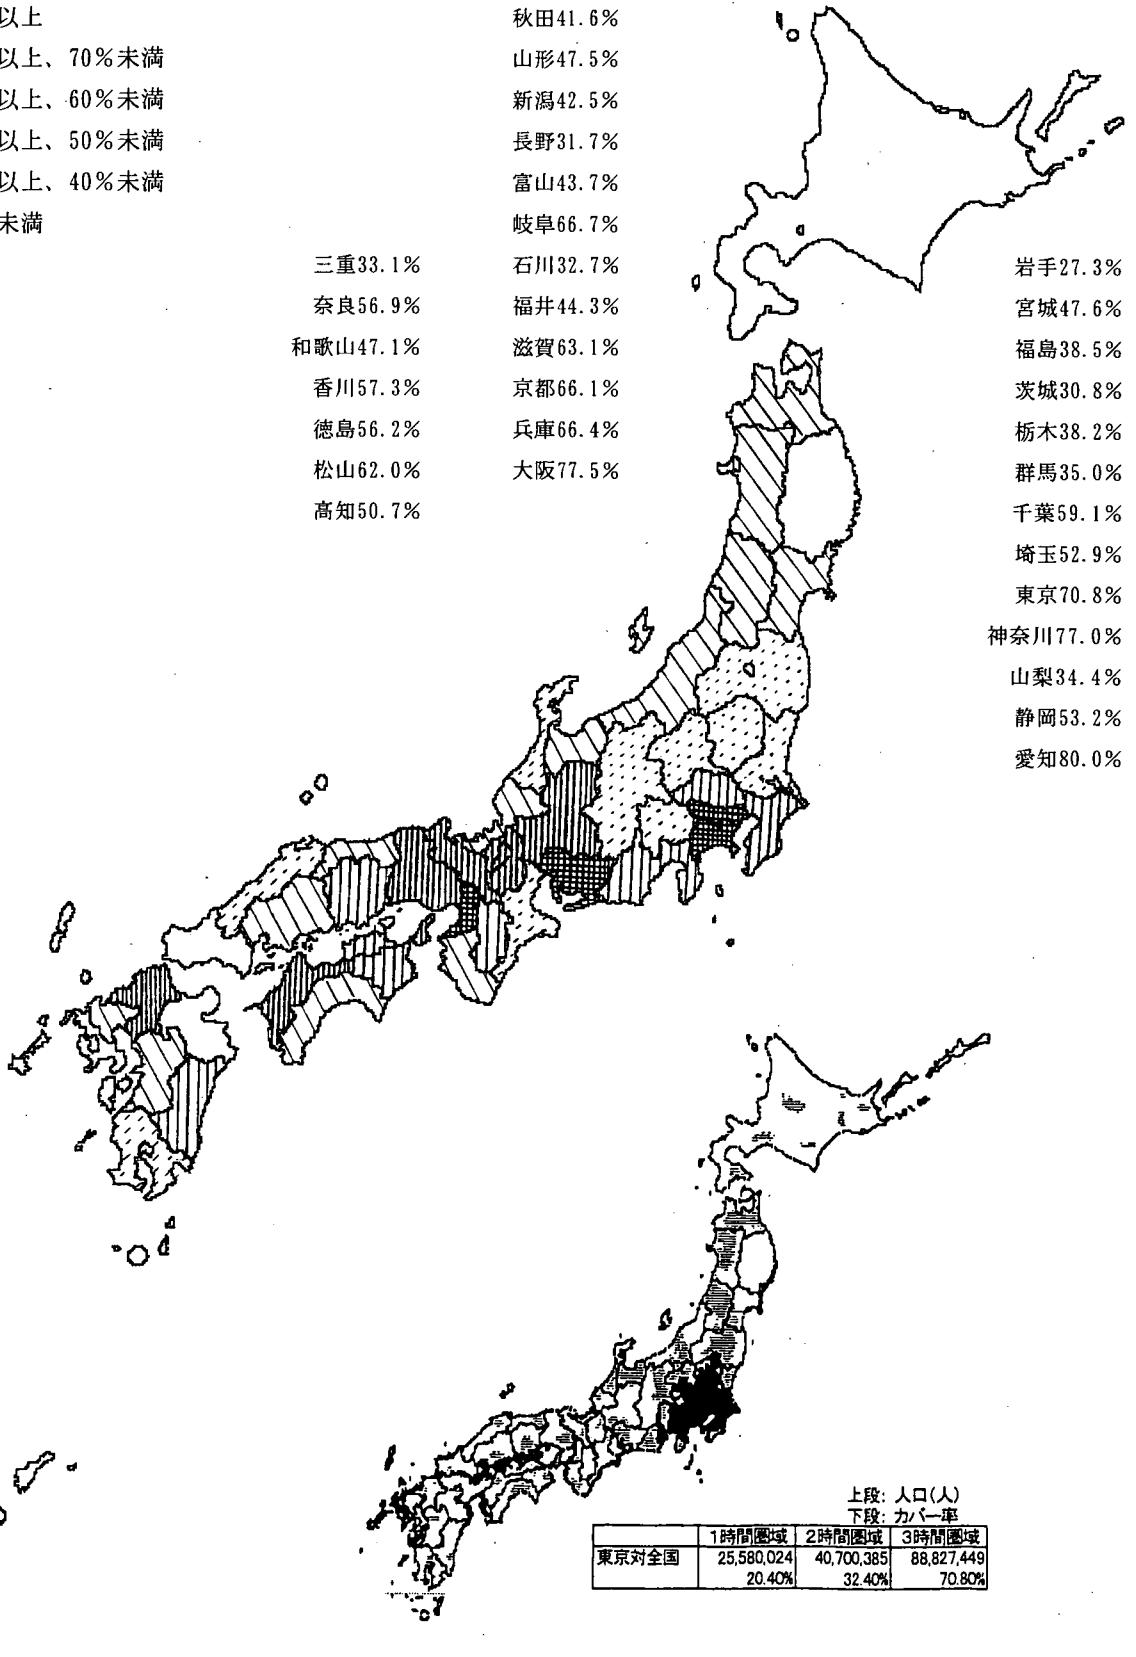 以上
以上、70％未満
以上、60％未満
以上、50％未満
以上、40％未満
未満
三重33.1%
奈良56.9%
和歌山47.1%
香川57.3%
徳島56.2%
松山62.0%
高知50.7%
秋田41.6%
山形47.5%
新潟42.5%
長野31.7%
富山43.7%
岐阜66.7%
石川32.7%
福井44.3%
滋賀63.1%
京都66.1%
兵庫66.4%
大阪77.5%
岩手27.3%
宮城47.6%
福島38.5%
茨城30.8%
栃木38.2%
群馬35.0%
千葉59.1%
埼玉52.9%
東京70.8%
神奈川77.0%
山梨34.4%
静岡53.2%
愛知80.0%
上段: 人口(人)
下段: カバー率
1時間圏域 2時間圏域 3時間圏域
東京対全国 25,580,024 40,700,385 88,827,449
20.40% 32.40% 70.80%